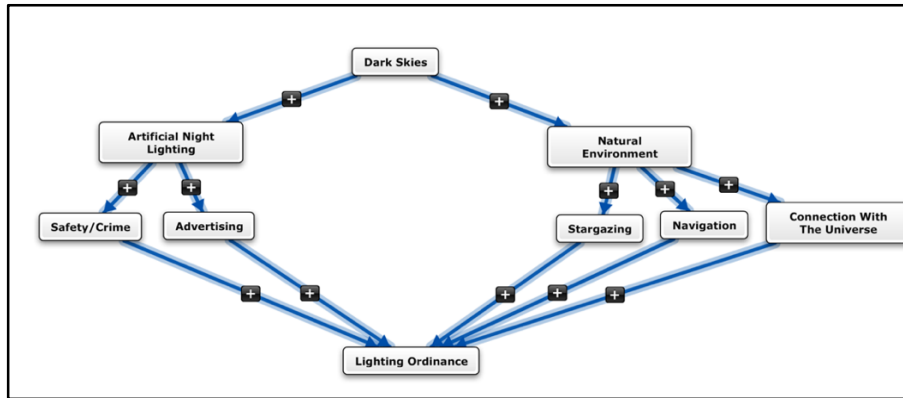 Dark Skies
+
+
Artificial Night
Lighting
Natural
Environment
+
+
+
+
+
Safety/Crime
Advertising
Stargazing
Navigation
Connection With
The Universe
+
+
+
+
+
Lighting Ordinance